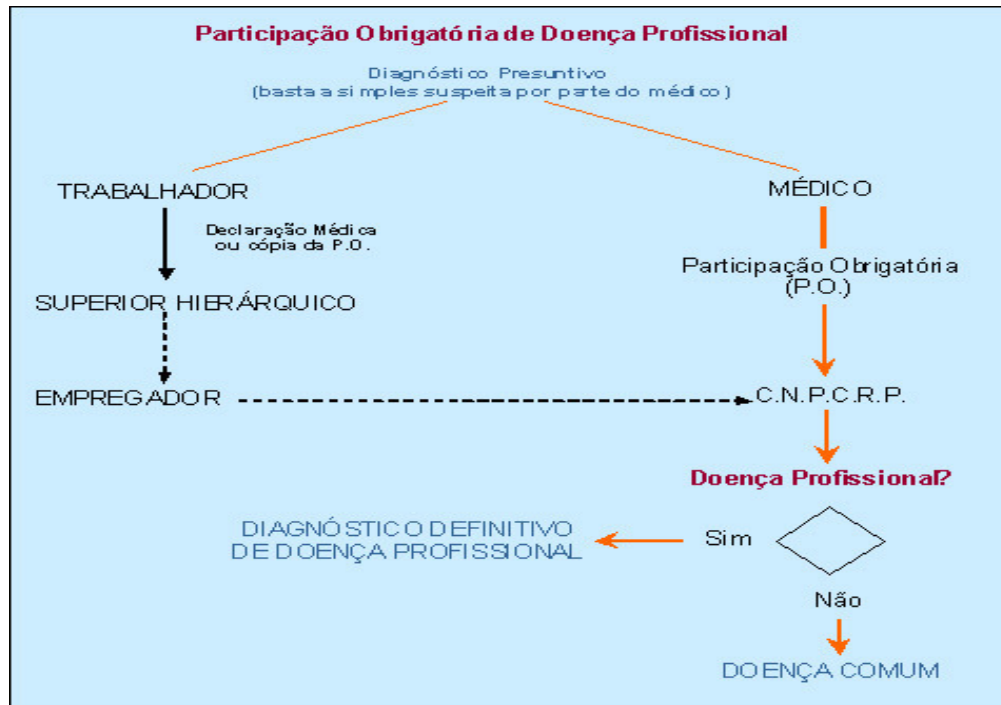 Participação Obrigatória de Doença Profissional
Diagnóstico Presuntivo
(basta a simples suspeita por parte do médico)
TRABALHADOR
MÉDICO
Declaração Médica
ou cópia da P.O.
Participação Obrigatória
(P.O.)
SUPERIOR HIERÁRQUICO
EMPREGADOR
C.N.P.C.R.P.
Doença Profissional?
DIAGNÓSTICO DEFINITIVO
DE DOENÇA PROFISSIONAL
Sim
Não
DOENÇA COMUM